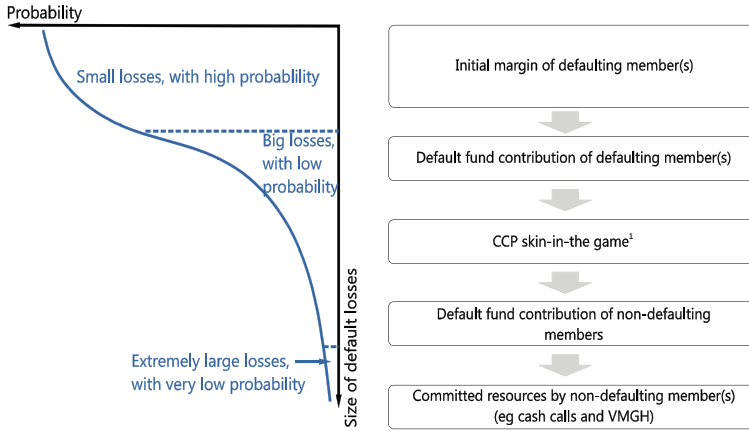 Probability
Small losses, with high probablility
Big losses,
with low
probability
Extremely large losses,
with very low probability
Size of default losses
Initial margin of defaulting member(s)
Default fund contribution of defaulting member(s)
CCP skin-in-the game¹
Default fund contribution of non-defaulting
members
Committed resources by non-defaulting member(s)
(eg cash calls and VMGH)